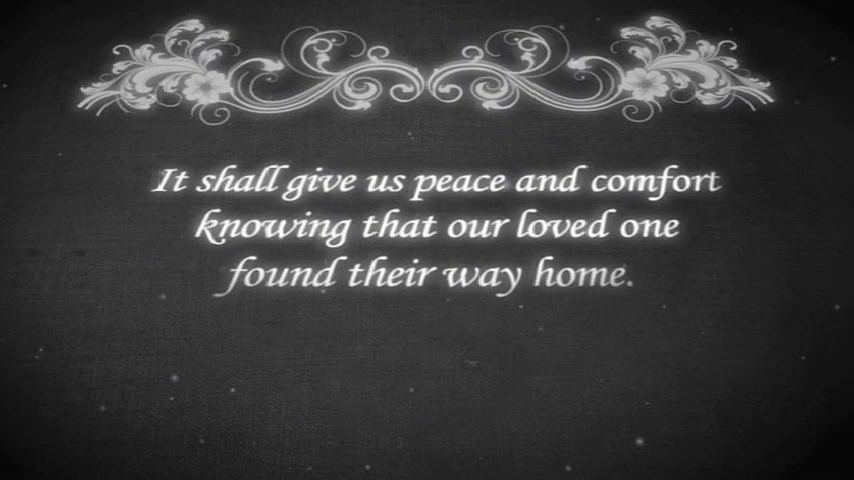 It shall give us peace and comfort
knowing that our loved one
found their way home.